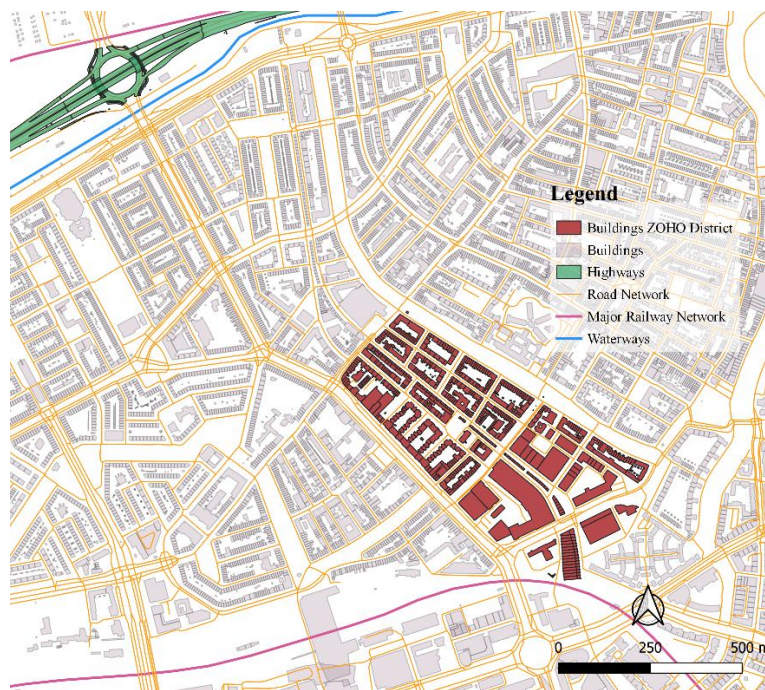 Legend
Buildings ZOHO District
Buildings
Highways
Road Network
Major Railway Network
Waterways
0 250 500 m